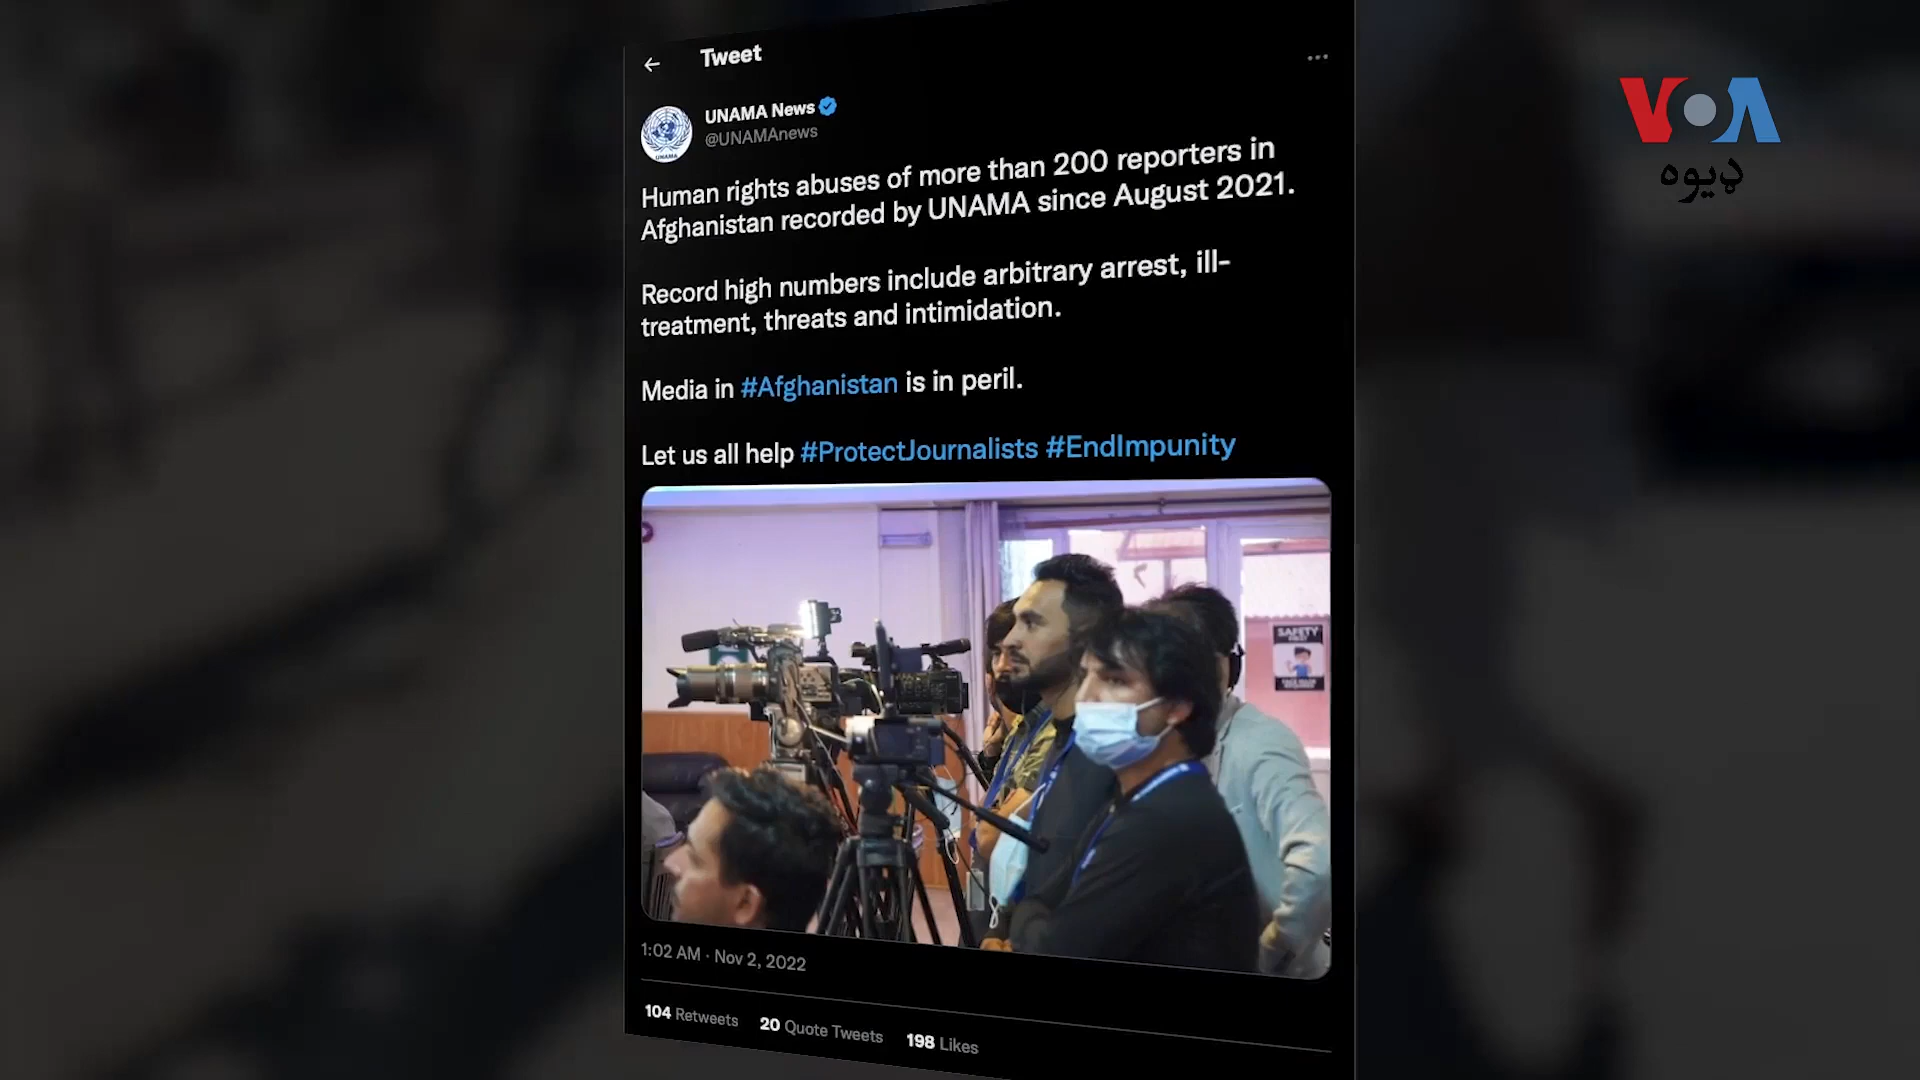 ← Tweet
VOA
ډیوه
UNAMA News
@UNAMAnews
Human rights abuses of more than 200 reporters in
Afghanistan recorded by UNAMA since August 2021.
Record high numbers include arbitrary arrest, ill-
treatment, threats and intimidation.
Media in #Afghanistan is in peril.
Let us all help #ProtectJournalists #EndImpunity
SAFETY
FIRST
1:02 AM · Nov 2, 2022
104 Retweets 20 Quote Tweets 198 Likes